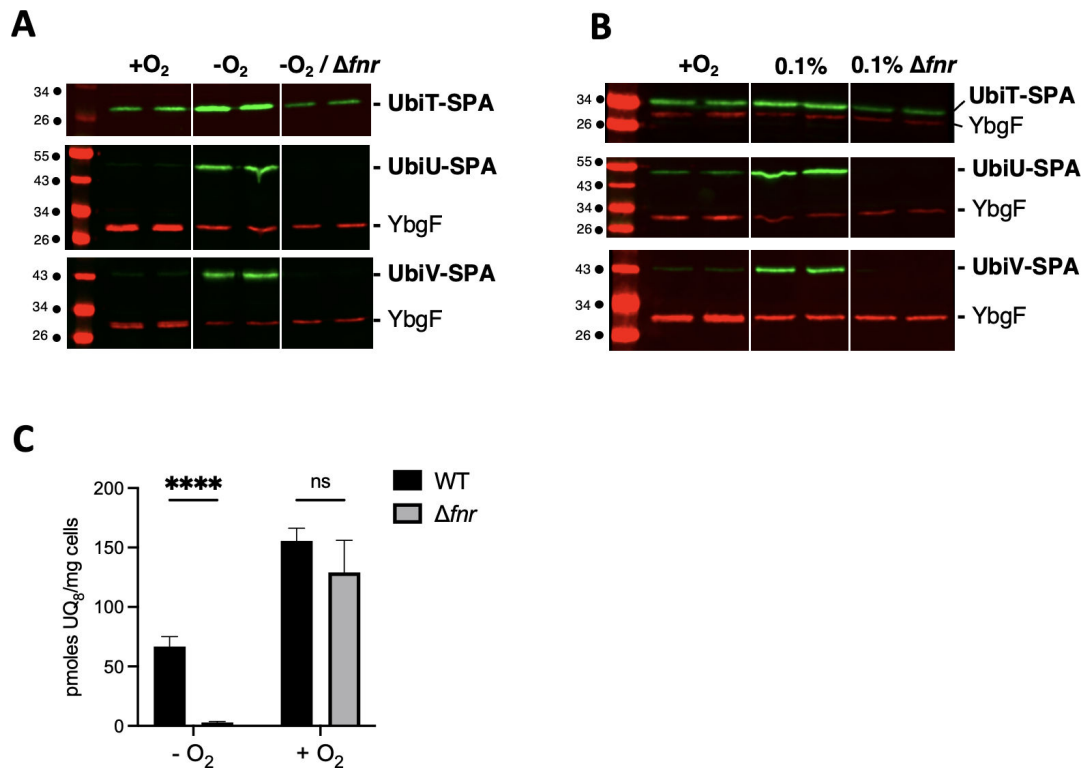 A
+O2 -O2 -O2 / Δfnr
34
26
- UbiT-SPA
55
43
34
26
- UbiU-SPA
- YbgF
43
34
26
- UbiV-SPA
- YbgF
B
+O2 0.1% 0.1% Δfnr
34
26
UbiT-SPA
YbgF
55
43
34
26
- UbiU-SPA
- YbgF
43
34
26
- UbiV-SPA
- YbgF
C
pmoles UQ8/mg cells
200
150
100
50
0
**** ns
WT
Δfnr
- O2 + O2